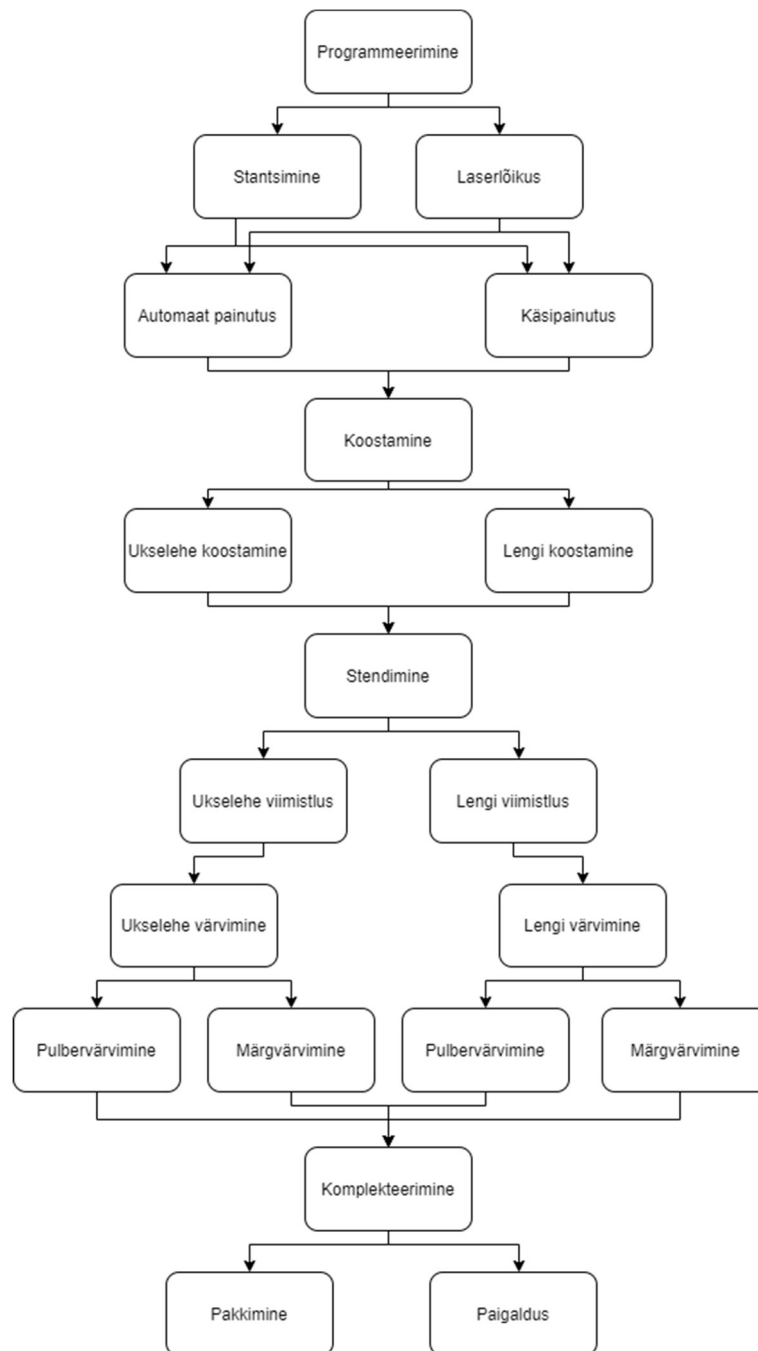 Programmeerimine
Stantsimine
Laserlõikus
Automaat painutus
Käsipainutus
Koostamine
Ukselehe koostamine
Lengi koostamine
Stendimine
Ukselehe viimistlus
Lengi viimistlus
Ukselehe värvimine
Lengi värvimine
Pulbervärvimine
Märgvärvimine
Pulbervärvimine
Märgvärvimine
Komplekteerimine
Pakkimine
Paigaldus